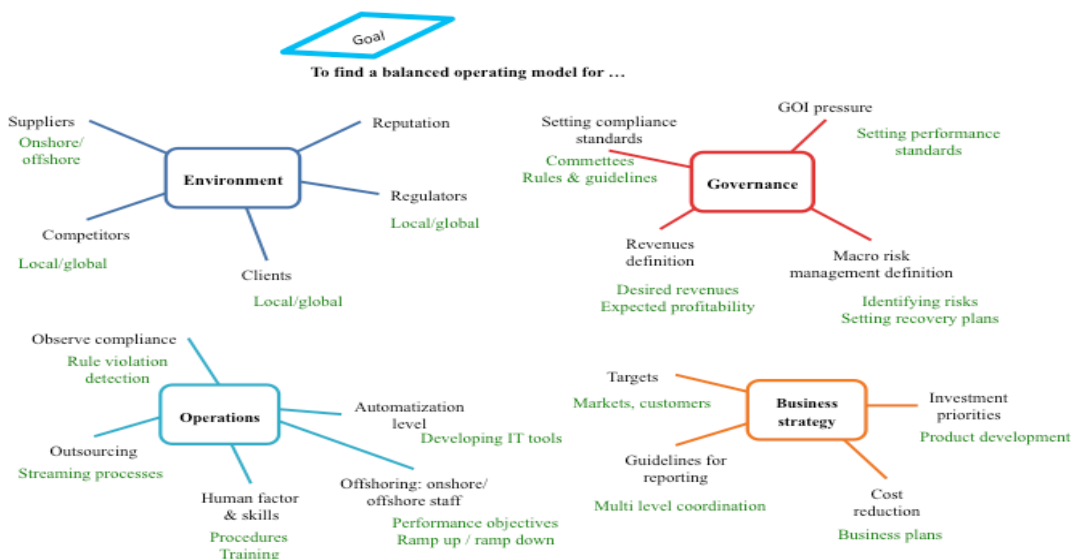 Goal
To find a balanced operating model for ...
Suppliers
Onshore/
offshore
Reputation
Environment
Regulators
Local/global
Competitors
Local/global
Clients
Local/global
Setting compliance
standards
Commettees
Rules & guidelines
GOI pressure
Setting performance
standards
Governance
Revenues
definition
Desired revenues
Expected profitability
Macro risk
management definition
Identifying risks
Setting recovery plans
Observe compliance
Rule violation
detection
Operations
Automatization
level
Developing IT tools
Outsourcing
Streaming processes
Human factor
& skills
Procedures
Training
Offshoring: onshore/
offshore staff
Performance objectives
Ramp up / ramp down
Targets
Markets, customers
Business
strategy
Investment
priorities
Product development
Guidelines for
reporting
Multi level coordination
Cost
reduction
Business plans